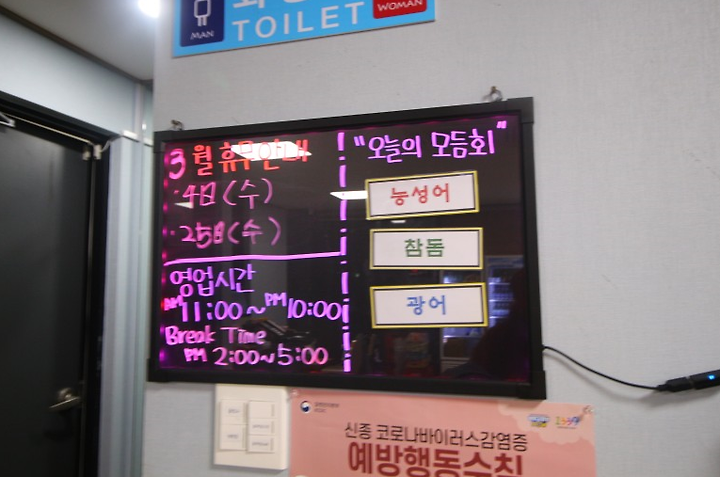 MAN
TOILET
WOMAN
3월 휴무안내
·4일(수)
·25일(수)
영업시간
AM 11:00~PM 10:00
Break Time
PM 2:00~5:00
"오늘의 모듬회"
능성어
참돔
광어
신종 코로나바이러스감염증
예방행동수칙